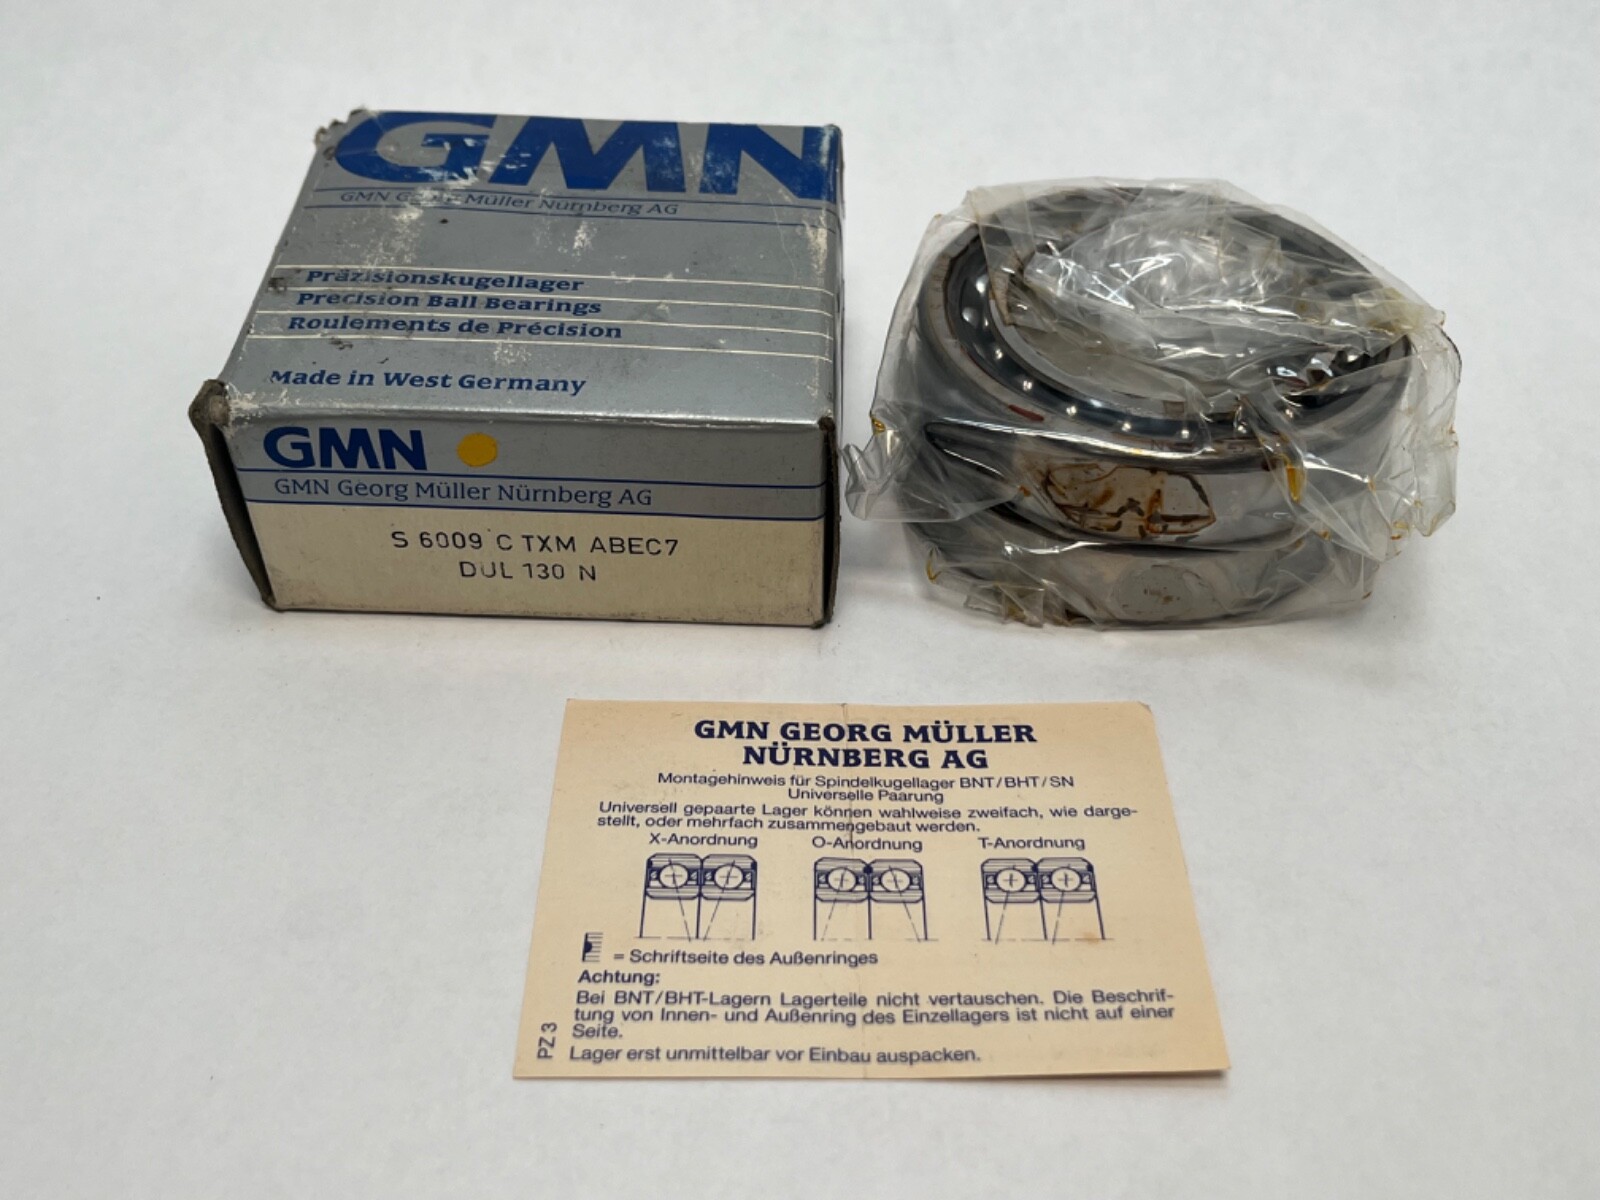 GMN
GMN Georg Müller Nürnberg AG
Präzisionskugellager
Precision Ball Bearings
Roulements de Précision
Made in West Germany
GMN
GMN Georg Müller Nürnberg AG
S 6009 C TXM ABEC7
DUL 130 N
GMN GEORG MÜLLER
NÜRNBERG AG
Montagehinweis für Spindelkugellager BNT/BHT/SN
Universelle Paarung
Universell gepaarte Lager können wahlweise zweifach, wie darge-
stellt, oder mehrfach zusammengebaut werden.
X-Anordnung O-Anordnung T-Anordnung
= Schriftseite des Außenringes
Achtung:
Bei BNT/BHT-Lagern Lagerteile nicht vertauschen. Die Beschrif-
tung von Innen- und Außenring des Einzellagers ist nicht auf einer
Seite.
Lager erst unmittelbar vor Einbau auspacken.
PZ 3